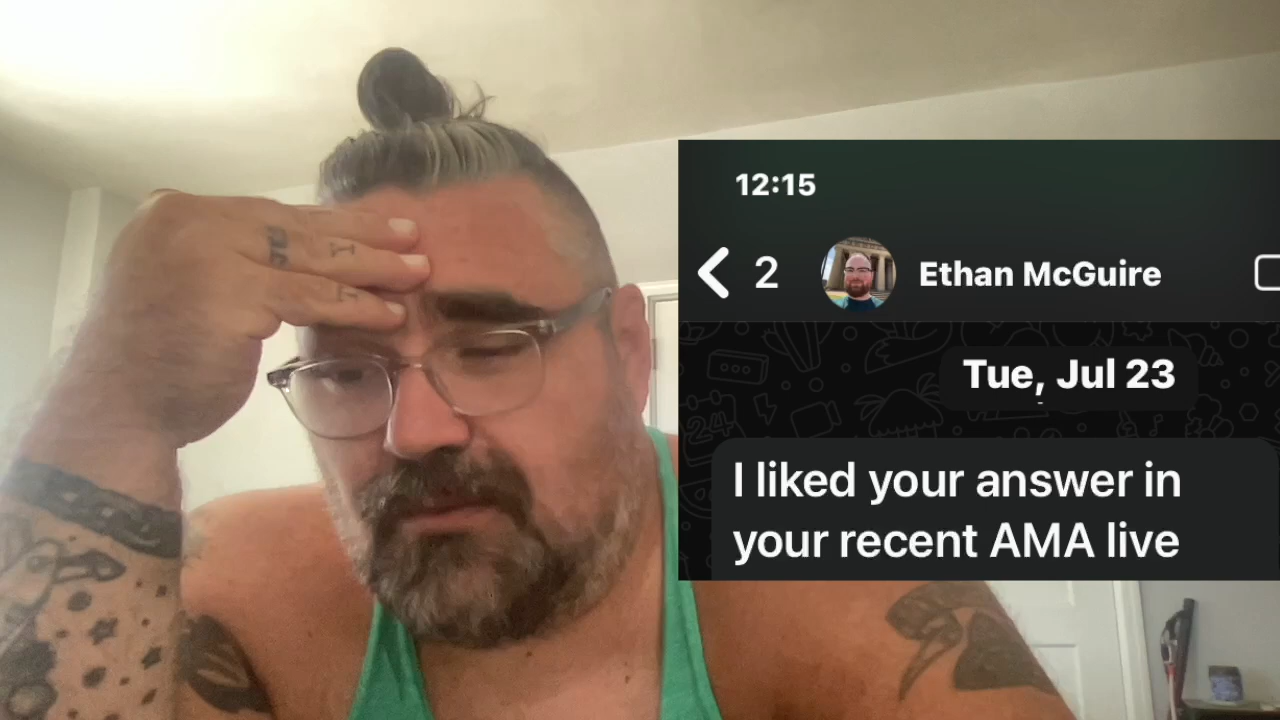 12:15
2
Ethan McGuire
Tue, Jul 23
I liked your answer in
your recent AMA live